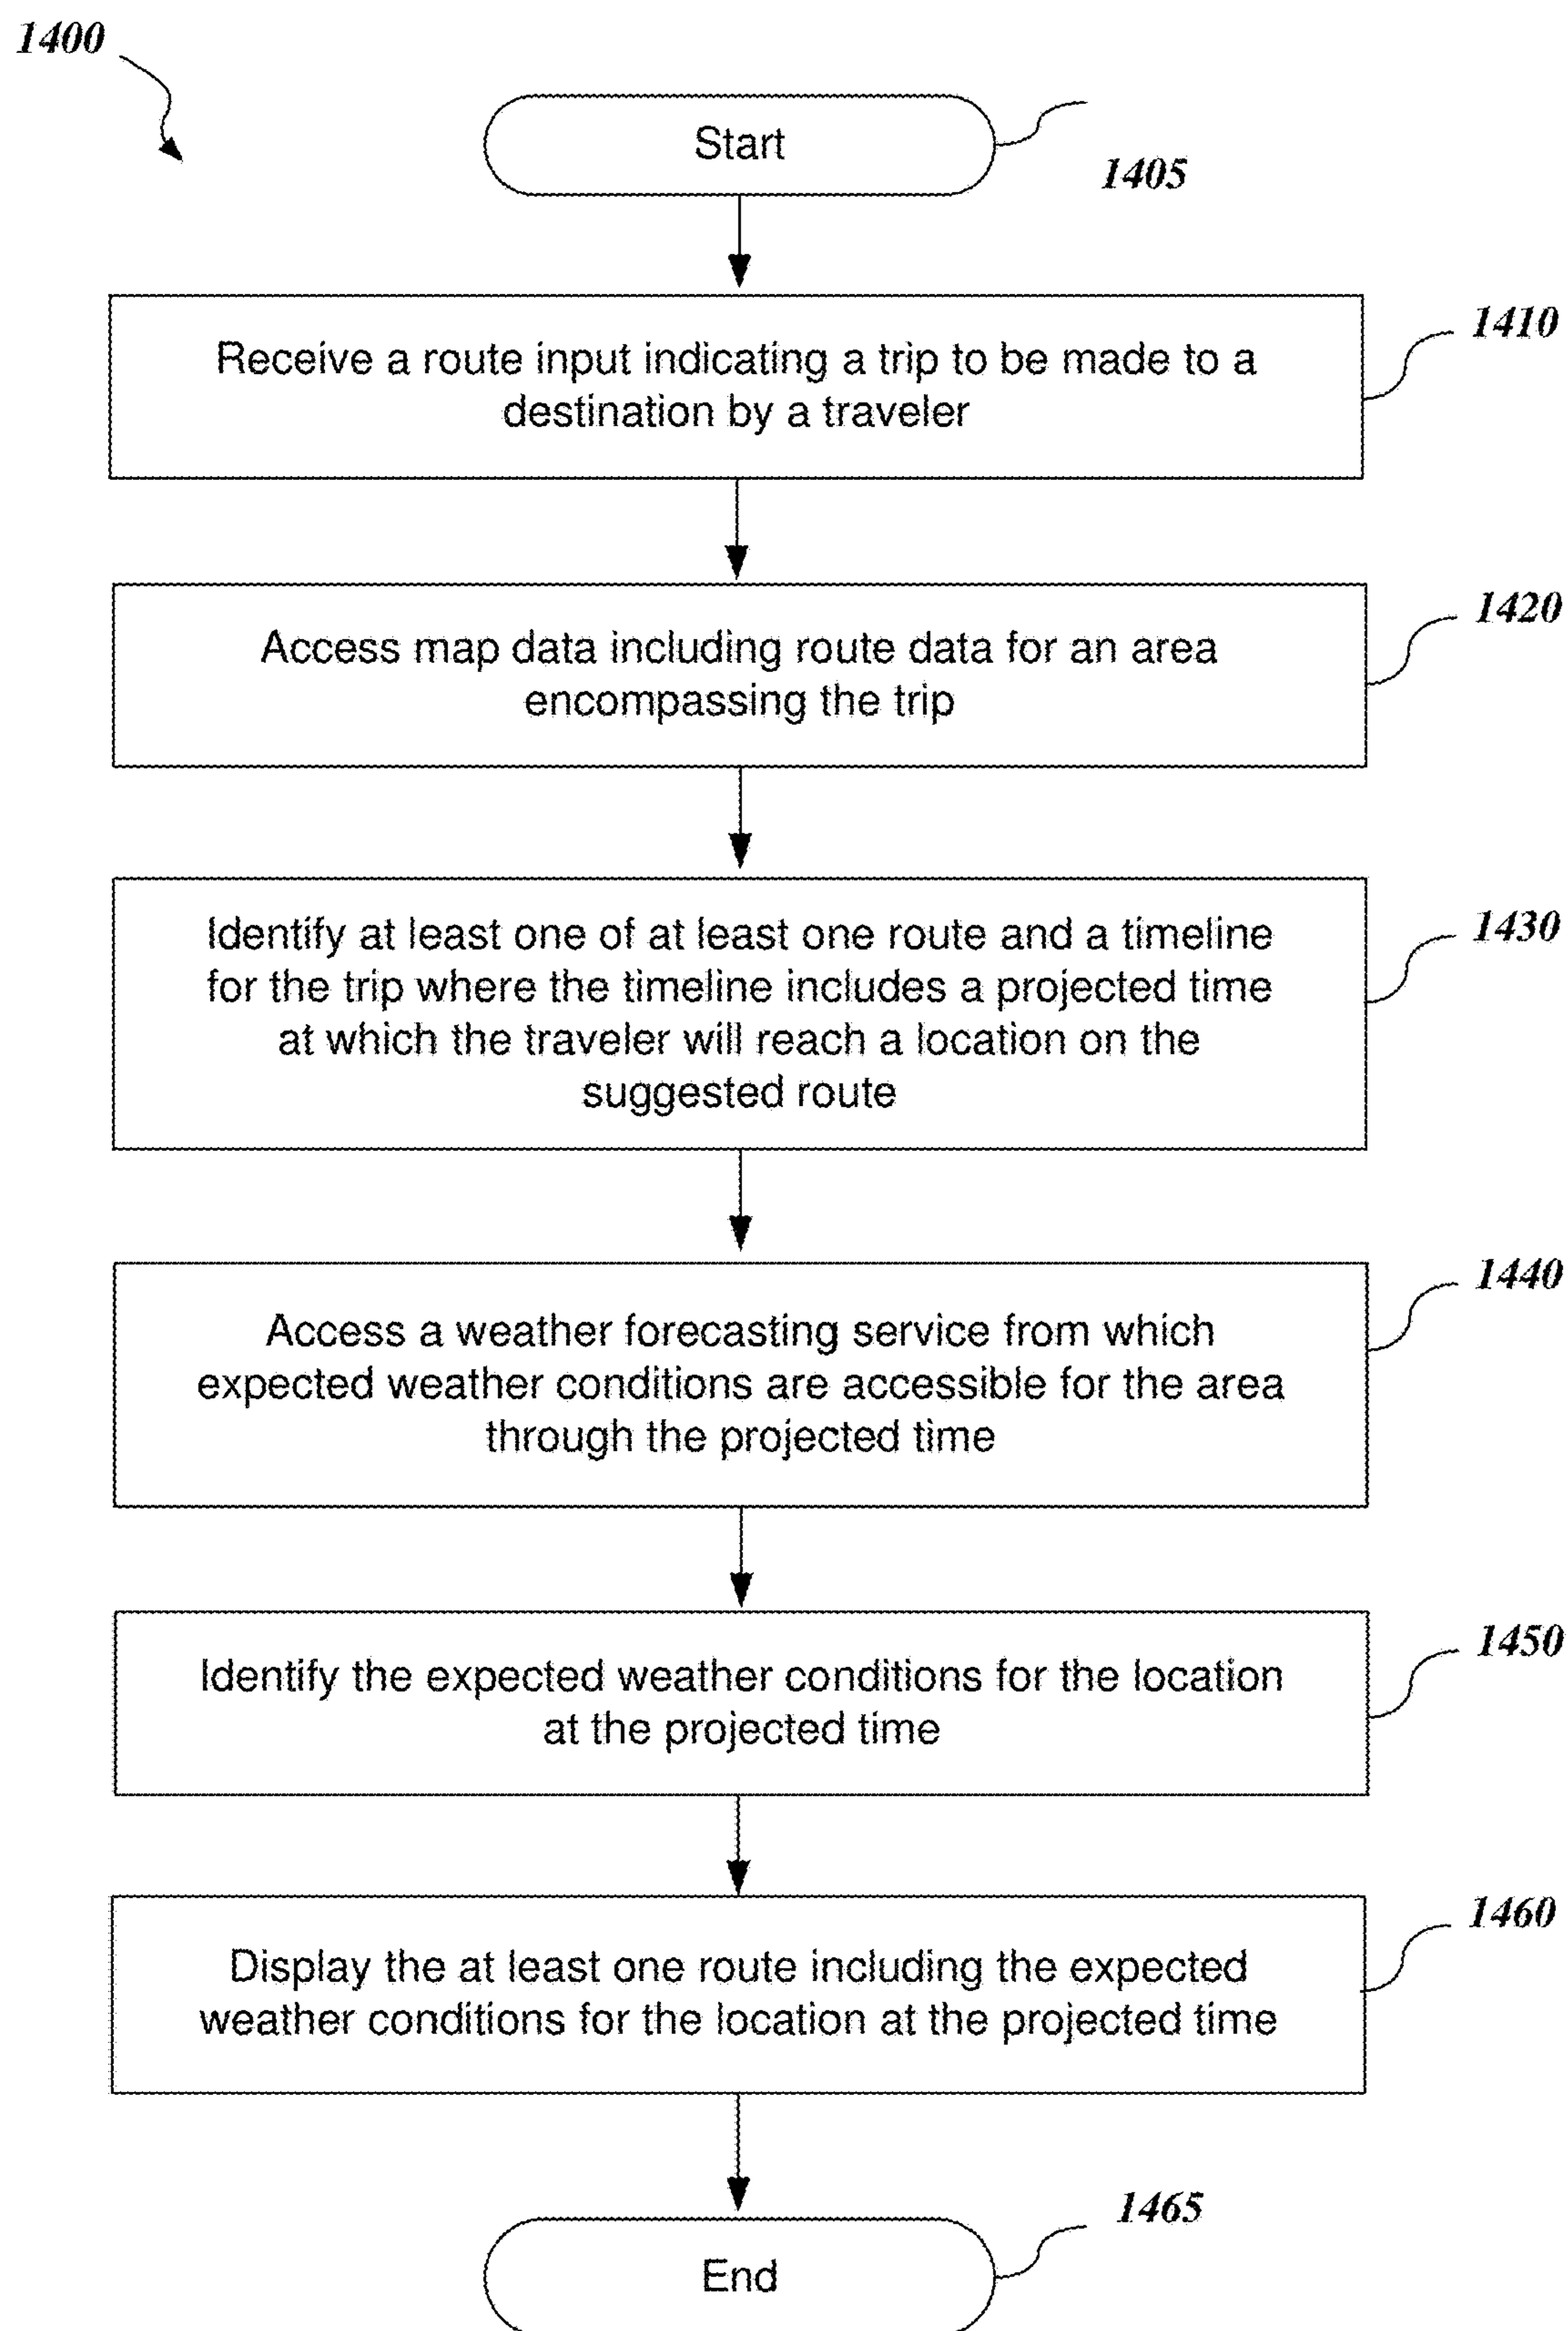 1400
Start
1405
Receive a route input indicating a trip to be made to a
destination by a traveler
1410
Access map data including route data for an area
encompassing the trip
1420
Identify at least one of at least one route and a timeline
for the trip where the timeline includes a projected time
at which the traveler will reach a location on the
suggested route
1430
Access a weather forecasting service from which
expected weather conditions are accessible for the area
through the projected time
1440
Identify the expected weather conditions for the location
at the projected time
1450
Display the at least one route including the expected
weather conditions for the location at the projected time
1460
End
1465